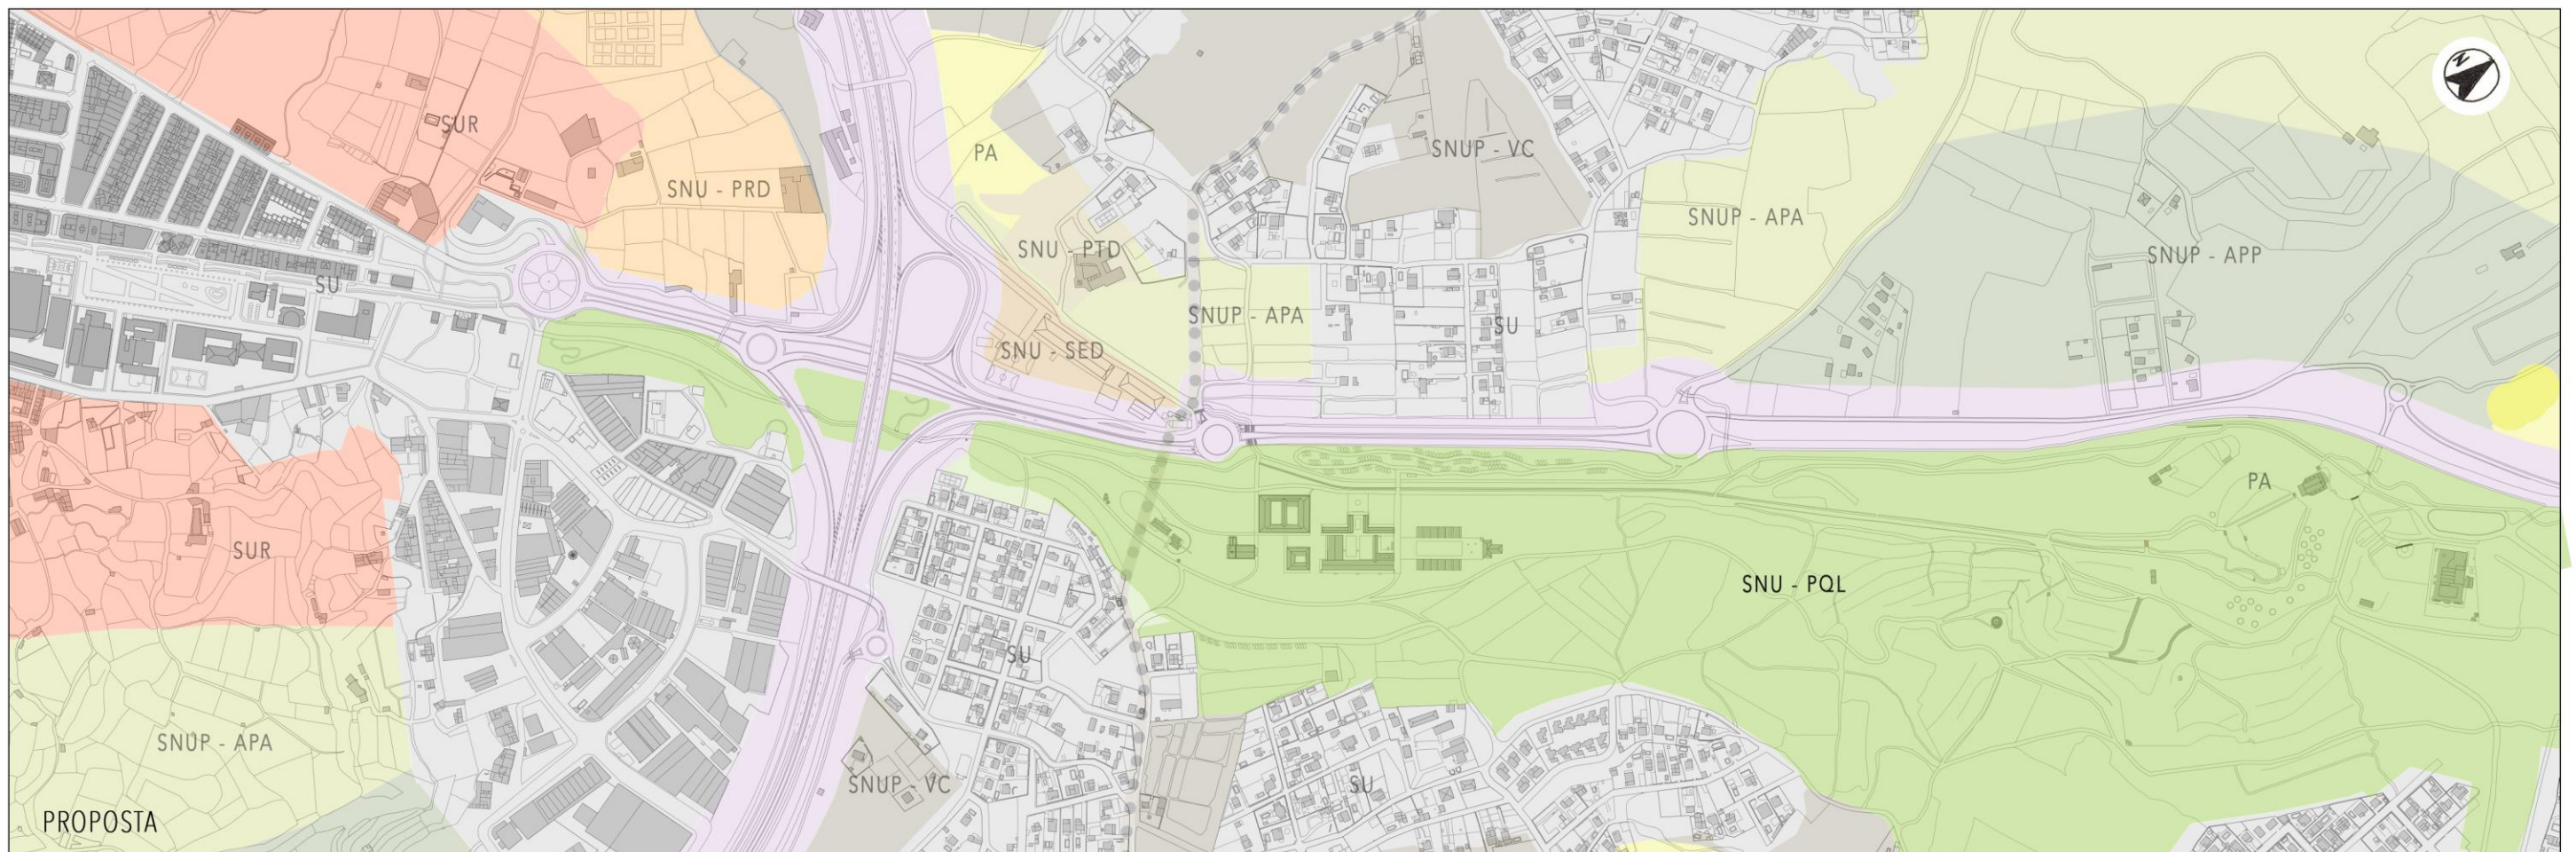 N
SUR
PA
SNUP - VC
SNU - PRD
SNUP - APA
SNU - PTD
SNUP - APP
SU
SNUP - APA
SU
SNU - SED
PA
SUR
SNU - PQL
SU
SNUP - APA
SNUP - VC
SU
PROPOSTA